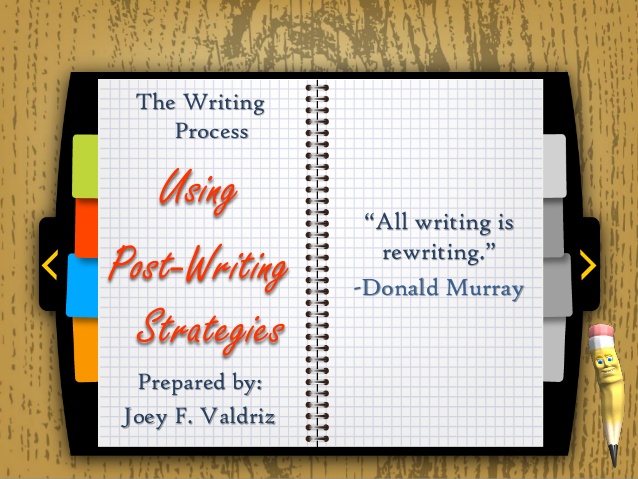 The Writing
Process
Using
Post-Writing
Strategies
Prepared by:
Joey F. Valdriz
“All writing is
rewriting.”
-Donald Murray